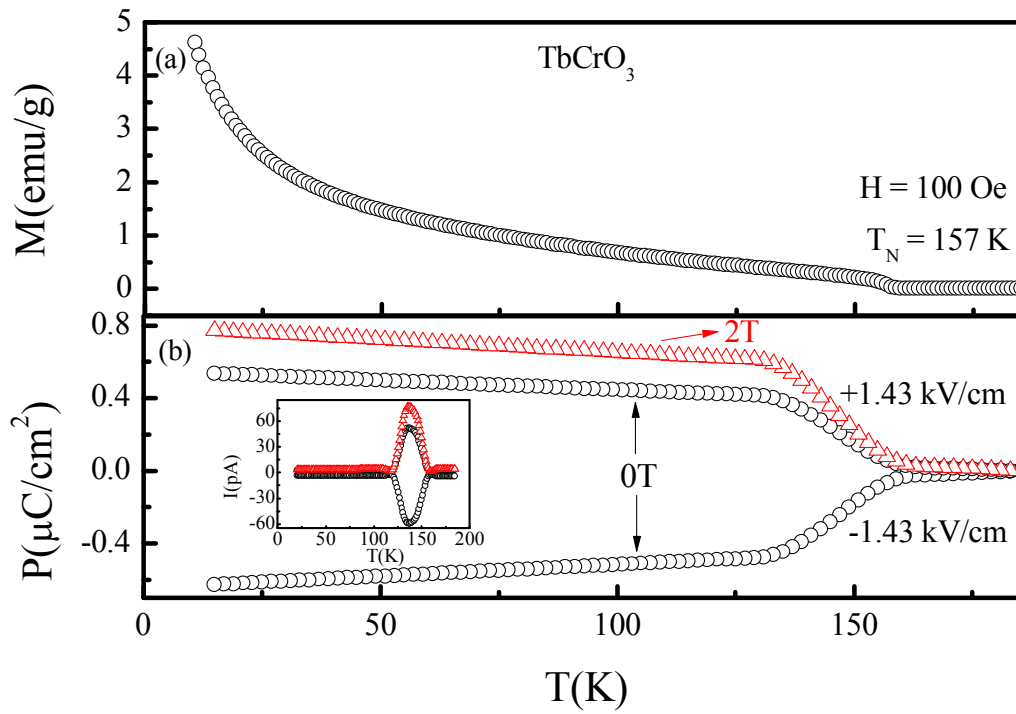 5
4
3
2
1
0
M(emu/g)
(a)
TbCrO₃
H = 100 Oe
T_N = 157 K
0.8
0.4
0.0
-0.4
P(μC/cm²)
(b)
2T
+1.43 kV/cm
0T
-1.43 kV/cm
60
30
0
-30
-60
I(pA)
0 50 100 150 200
T(K)
0 50 100 150
T(K)